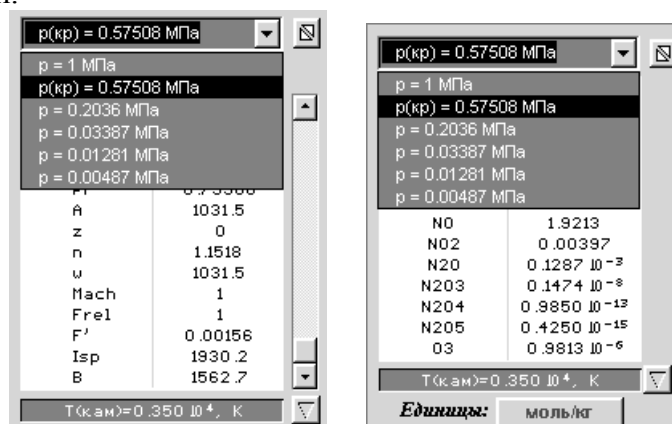 p(кр) = 0.57508 МПа
p = 1 МПа
p(кр) = 0.57508 МПа
p = 0.2036 МПа
p = 0.03387 МПа
p = 0.01281 МПа
p = 0.00487 МПа
A 1031.5
z 0
n 1.1518
w 1031.5
Mach 1
Frel 1
F' 0.00156
Isp 1930.2
B 1562.7
T(кам)=0.350 10⁴, К
p(кр) = 0.57508 МПа
p = 1 МПа
p(кр) = 0.57508 МПа
p = 0.2036 МПа
p = 0.03387 МПа
p = 0.01281 МПа
p = 0.00487 МПа
NO 1.9213
NO2 0.00397
N2O 0.1287 10⁻³
N2O3 0.1474 10⁻⁸
N2O4 0.9850 10⁻¹³
N2O5 0.4250 10⁻¹⁵
O3 0.9813 10⁻⁶
T(кам)=0.350 10⁴, К
Единицы: моль/кг